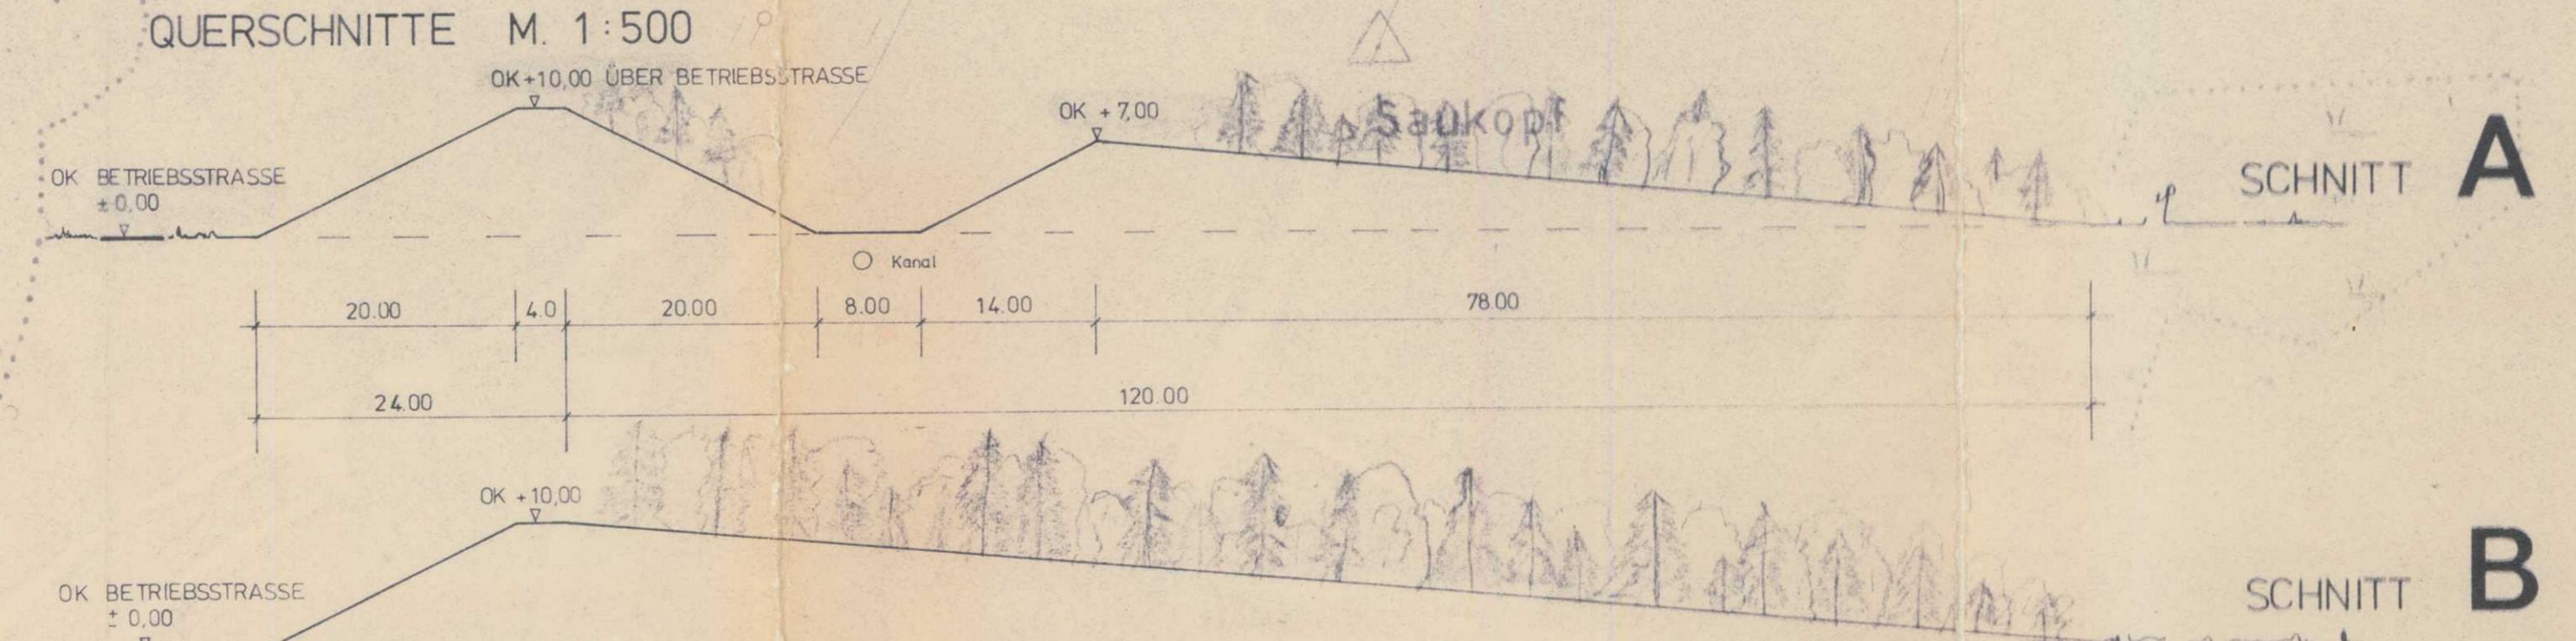 QUERSCHNITTE M. 1:500
OK+10,00 ÜBER BETRIEBSSTRASSE
OK +7,00
Saukopf
OK BETRIEBSSTRASSE
±0,00
SCHNITT A
Kanal
20.00 4.0 20.00 8.00 14.00 78.00
24.00 120.00
OK +10,00
OK BETRIEBSSTRASSE
± 0,00
SCHNITT B